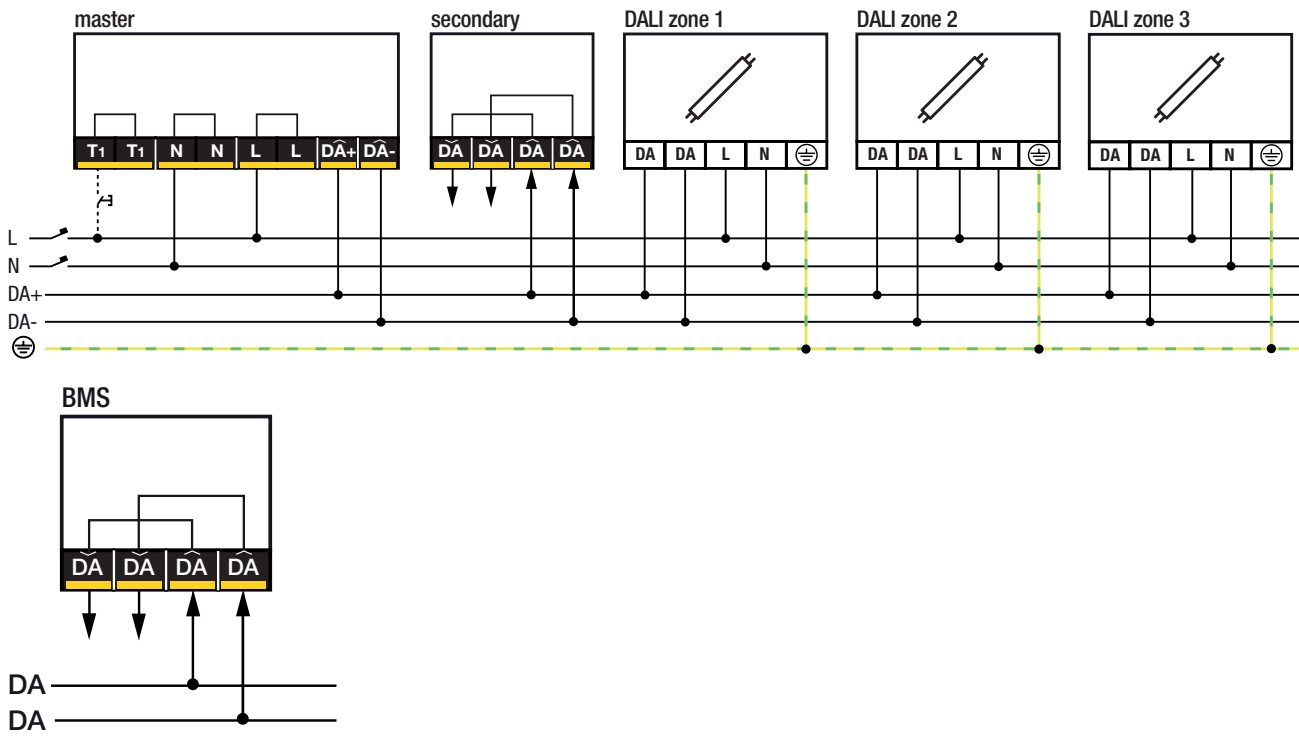 master secondary DALI zone 1 DALI zone 2 DALI zone 3
T1 T1 N N L L DA+ DA- DA DA DA DA DA DA L N DA DA L N DA DA L N
L
N
DA+
DA-
BMS
DA DA DA DA
DA
DA